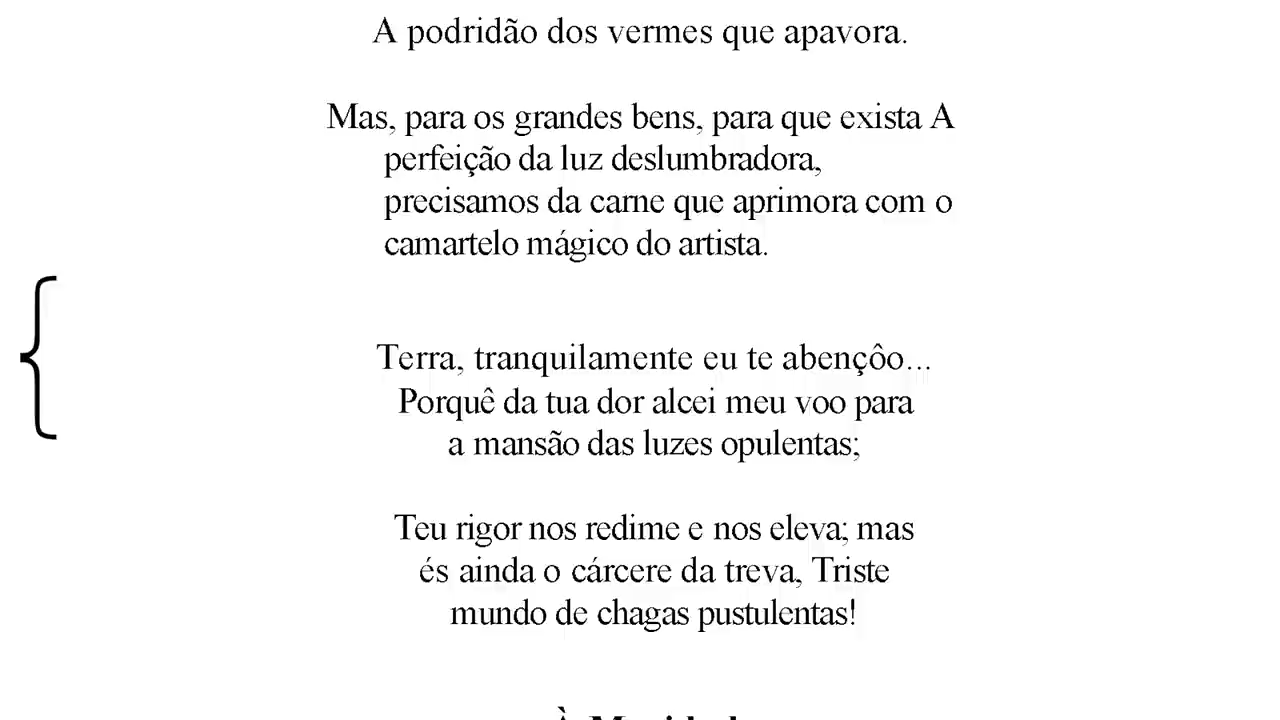 A podridão dos vermes que apavora.
Mas, para os grandes bens, para que exista A
perfeição da luz deslumbradora,
precisamos da carne que aprimora com o
camartelo mágico do artista.
Terra, tranquilamente eu te abençôo...
Porquê da tua dor alcei meu voo para
a mansão das luzes opulentas;
Teu rigor nos redime e nos eleva; mas
és ainda o cárcere da treva, Triste
mundo de chagas pustulentas!